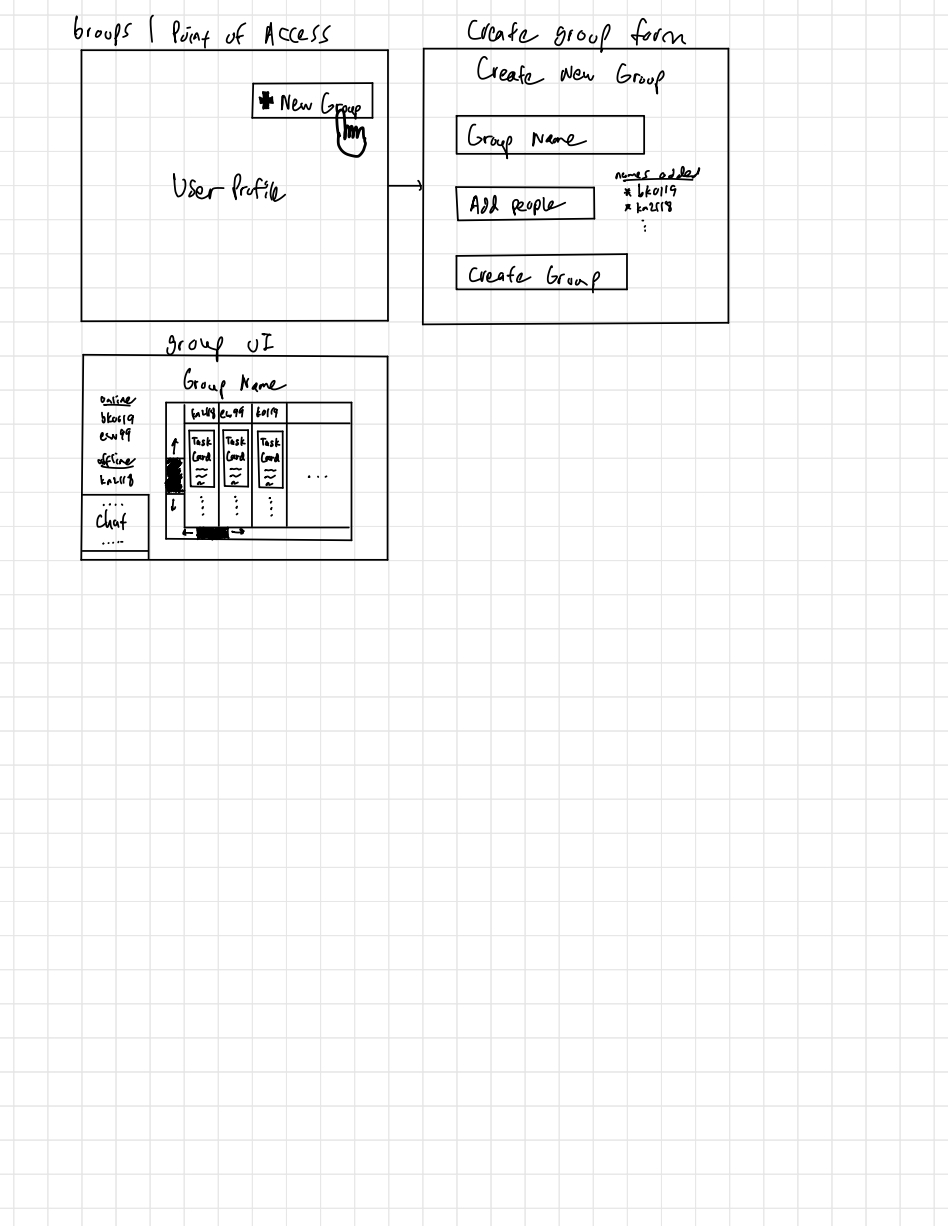 Groups | Point of Access
New Group
User Profile
Create group form
Create New Group
Group Name
names added
* bk0119
* kn2118
Add people
Create Group
group UI
Group Name
online
bk0119
ew99
offline
kn2118
....
Chat
.....
kn2118 ew99 k0119
Task Task Task
Card Card Card
...